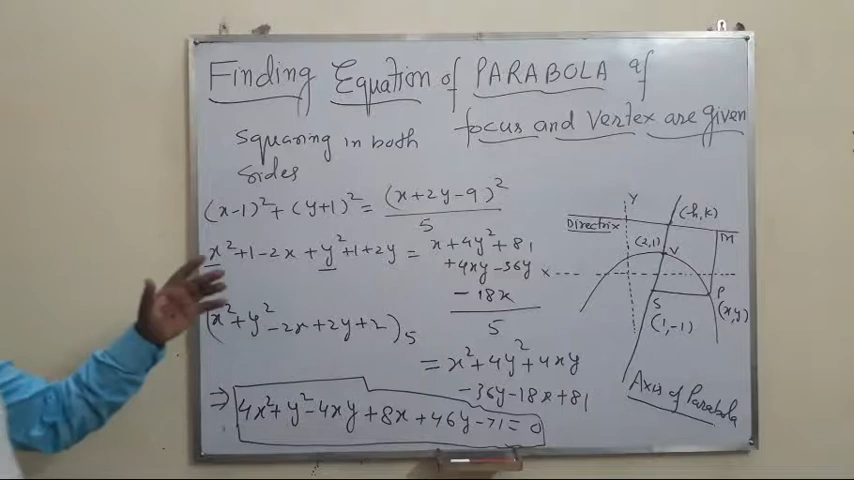 Finding Equation of PARABOLA if
focus and Vertex are given
Squaring in both
sides
(x-1)²+(y+1)² = (x+2y-9)²
5
x²+1-2x+y²+1+2y = x+4y²+81
+4xy-36y
-18x
5
(x²+y²-2x+2y+2)5
= x²+4y²+4xy
-36y-18x+81
⇒ 4x²+y²-4xy+8x+46y-71=0
Y
(h,k)
Directrix
M
(2,1) V
X
S
P
(x,y)
(1,-1)
Axis of Parabola